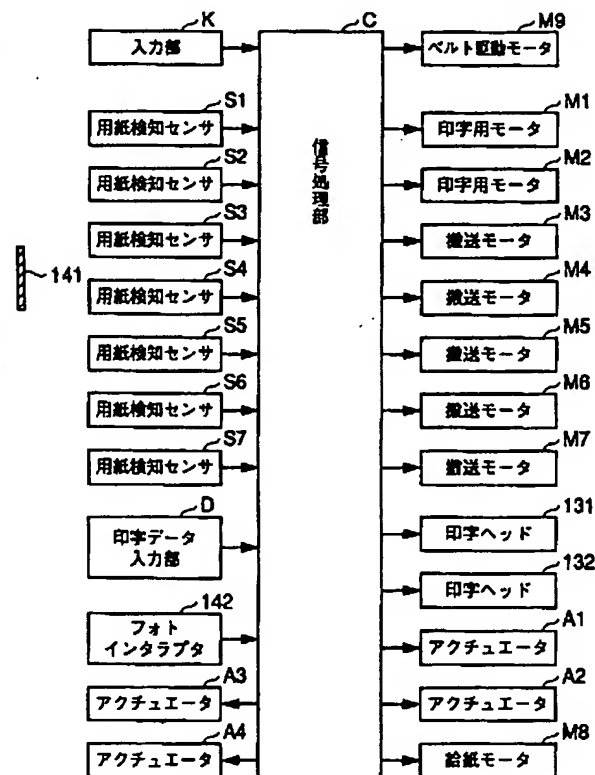 K
入力部
S1
用紙検知センサ
S2
用紙検知センサ
S3
用紙検知センサ
141
S4
用紙検知センサ
S5
用紙検知センサ
S6
用紙検知センサ
S7
用紙検知センサ
D
印字データ
入力部
142
フォト
インタラプタ
A3
アクチュエータ
A4
アクチュエータ
C
信号処理部
M9
ベルト駆動モータ
M1
印字用モータ
M2
印字用モータ
M3
搬送モータ
M4
搬送モータ
M5
搬送モータ
M6
搬送モータ
M7
搬送モータ
131
印字ヘッド
132
印字ヘッド
A1
アクチュエータ
A2
アクチュエータ
M8
給紙モータ